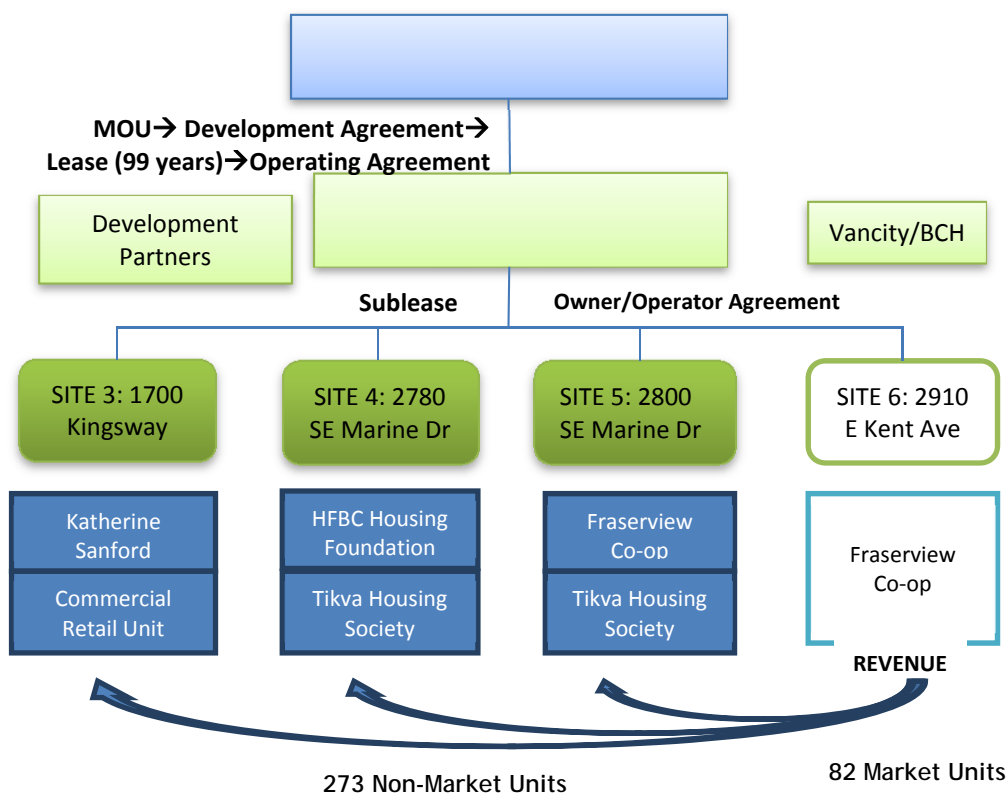 MOU→ Development Agreement→
Lease (99 years)→Operating Agreement
Development
Partners
Vancity/BCH
Sublease
Owner/Operator Agreement
SITE 3: 1700
Kingsway
SITE 4: 2780
SE Marine Dr
SITE 5: 2800
SE Marine Dr
SITE 6: 2910
E Kent Ave
Katherine
Sanford
Commercial
Retail Unit
HFBC Housing
Foundation
Tikva Housing
Society
Fraserview
Co-op
Tikva Housing
Society
Fraserview
Co-op
REVENUE
273 Non-Market Units
82 Market Units